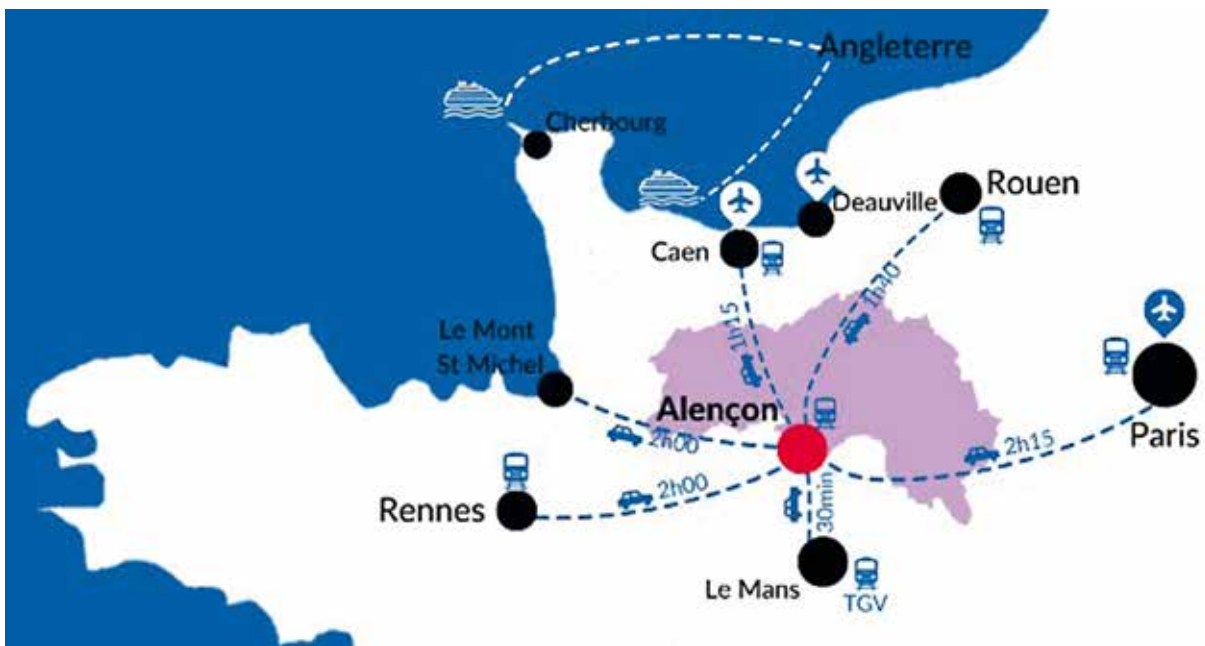 Angleterre
Cherbourg
Deauville
Rouen
Caen
1h15
1h40
Le Mont
St Michel
Alençon
2h00
2h15
Paris
Rennes
2h00
30min
Le Mans
TGV